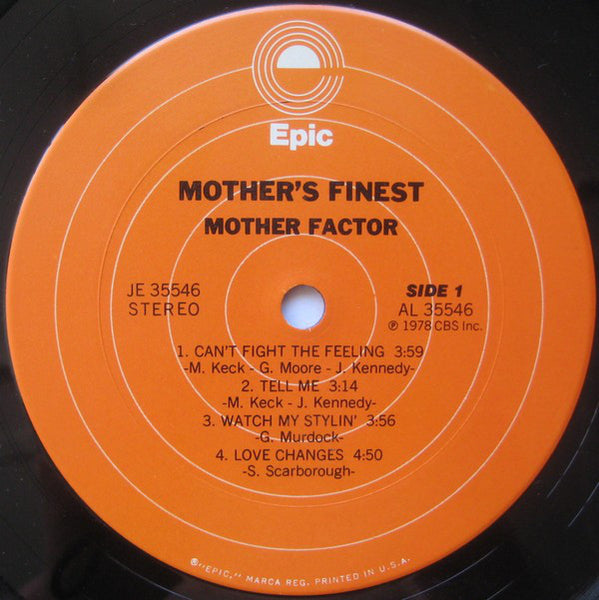 Epic
MOTHER'S FINEST
MOTHER FACTOR
JE 35546
STEREO
SIDE 1
AL 35546
℗ 1978 CBS Inc.
1. CAN'T FIGHT THE FEELING 3:59
-M. Keck - G. Moore - J. Kennedy-
2. TELL ME 3:14
-M. Keck - J. Kennedy-
3. WATCH MY STYLIN' 3:56
-G. Murdock-
4. LOVE CHANGES 4:50
-S. Scarborough-
®"EPIC," MARCA REG. PRINTED IN U.S.A.